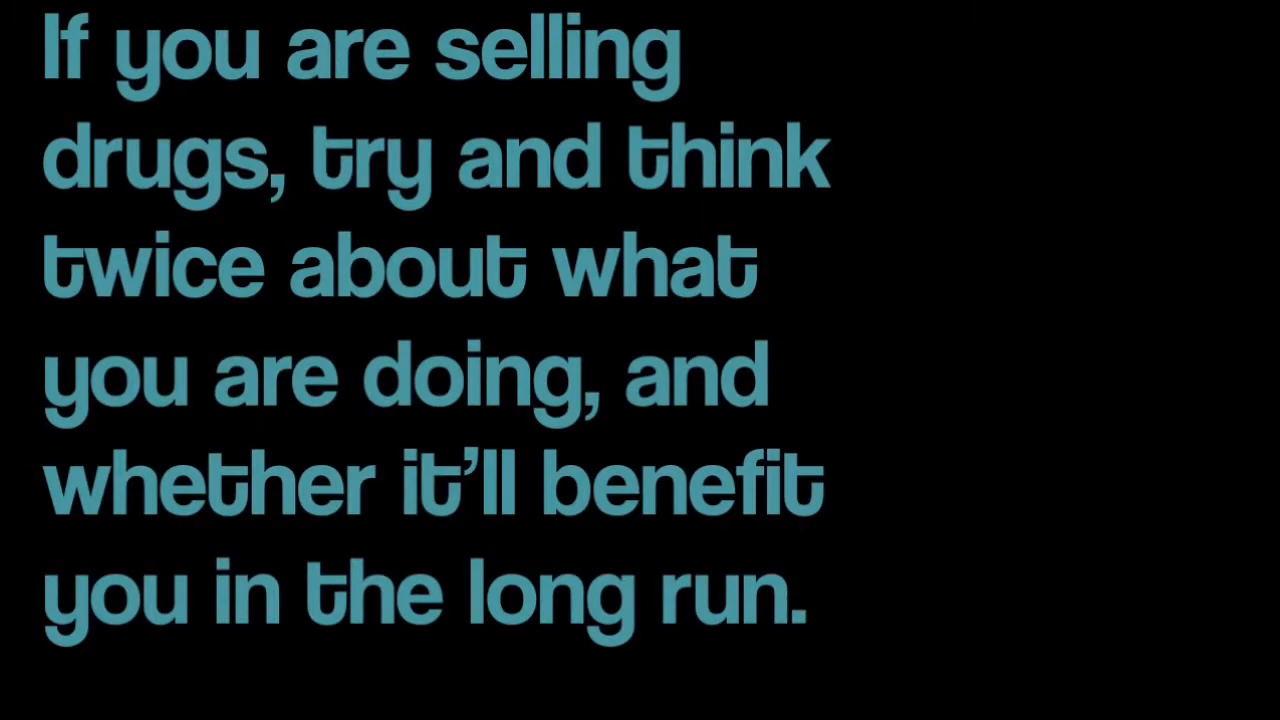 If you are selling
drugs, try and think
twice about what
you are doing, and
whether it’ll benefit
you in the long run.